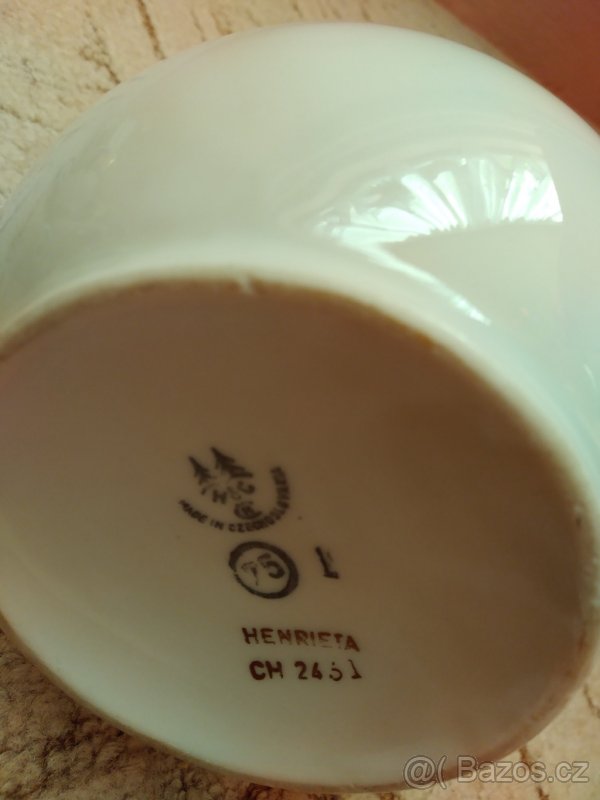 H&C
MADE IN CZECHOSLOVAKIA
75 L
HENRIETA
CH 2451
@( Bazos.cz